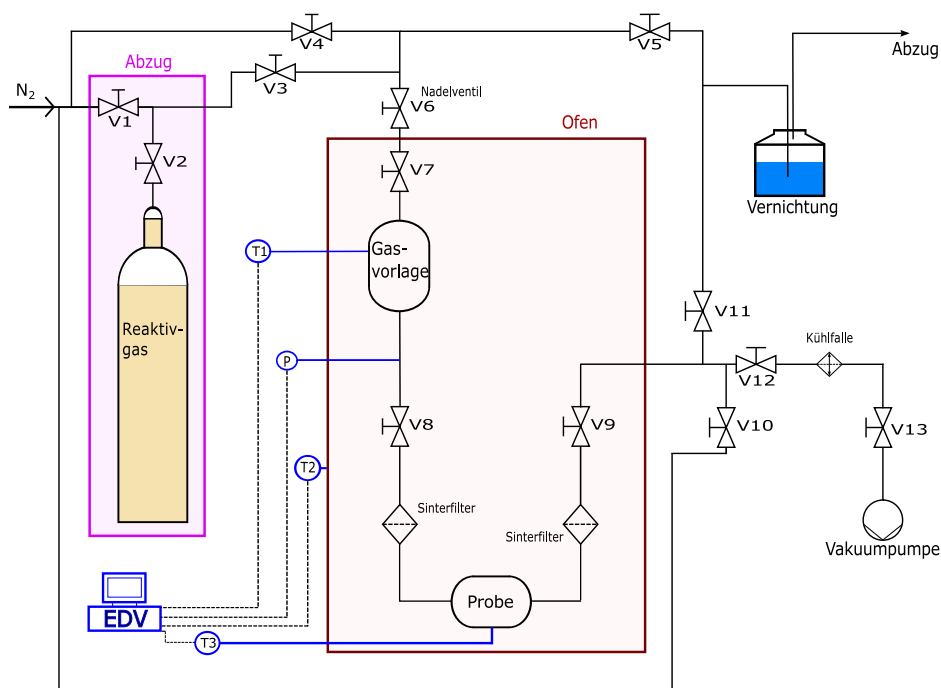 V4
V5
Abzug
Abzug
N2
V3
Nadelventil
V1
V6
Ofen
V2
V7
Vernichtung
T1
Gas-
vorlage
V11
Reaktiv-
gas
P
Kühlfalle
V12
V8
V9
V10
V13
T2
Sinterfilter
Sinterfilter
Vakuumpumpe
Probe
EDV
T3